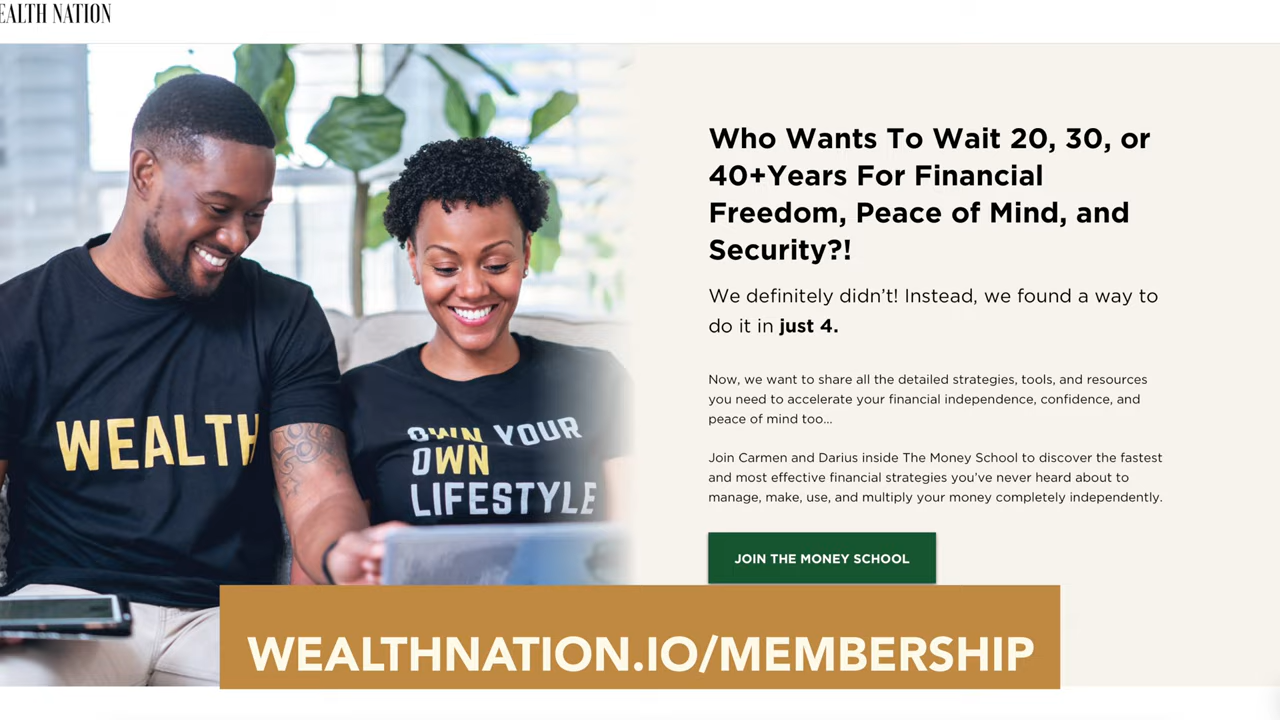 EALTH NATION
Who Wants To Wait 20, 30, or
40+Years For Financial
Freedom, Peace of Mind, and
Security?!
We definitely didn't! Instead, we found a way to
do it in just 4.
Now, we want to share all the detailed strategies, tools, and resources
you need to accelerate your financial independence, confidence, and
peace of mind too...
Join Carmen and Darius inside The Money School to discover the fastest
and most effective financial strategies you've never heard about to
manage, make, use, and multiply your money completely independently.
JOIN THE MONEY SCHOOL
WEALTH
OWN YOUR
OWN
LIFESTYLE
WEALTHNATION.IO/MEMBERSHIP